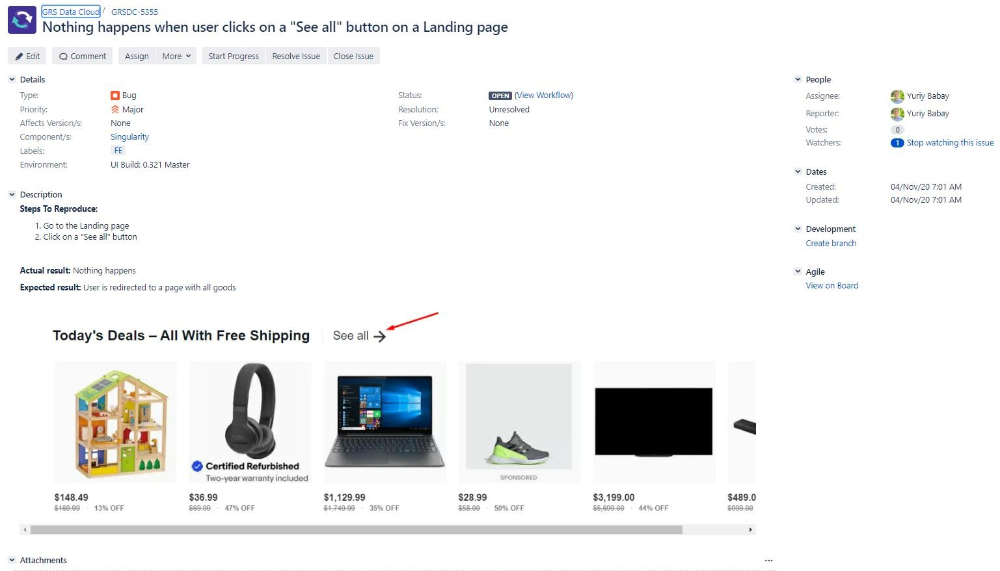 GRS Data Cloud / GRSDC-5355
Nothing happens when user clicks on a "See all" button on a Landing page
Edit Comment Assign More Start Progress Resolve Issue Close Issue
Details
Type: Bug
Priority: Major
Affects Version/s: None
Component/s: Singularity
Labels: FE
Environment: UI Build: 0.321 Master
Status: OPEN (View Workflow)
Resolution: Unresolved
Fix Version/s: None
People
Assignee: Yuriy Babay
Reporter: Yuriy Babay
Votes: 0
Watchers: 1 Stop watching this issue
Dates
Created: 04/Nov/20 7:01 AM
Updated: 04/Nov/20 7:01 AM
Development
Create branch
Agile
View on Board
Description
Steps To Reproduce:
1. Go to the Landing page
2. Click on a "See all" button
Actual result: Nothing happens
Expected result: User is redirected to a page with all goods
Today's Deals – All With Free Shipping See all
JBL
Certified Refurbished
Two-year warranty included
SPONSORED
$148.49 $36.99 $1,129.99 $28.99 $3,199.00 $489.0
$169.99 · 13% OFF $69.99 · 47% OFF $1,749.99 · 35% OFF $58.00 · 50% OFF $5,699.00 · 44% OFF $999.00
Attachments